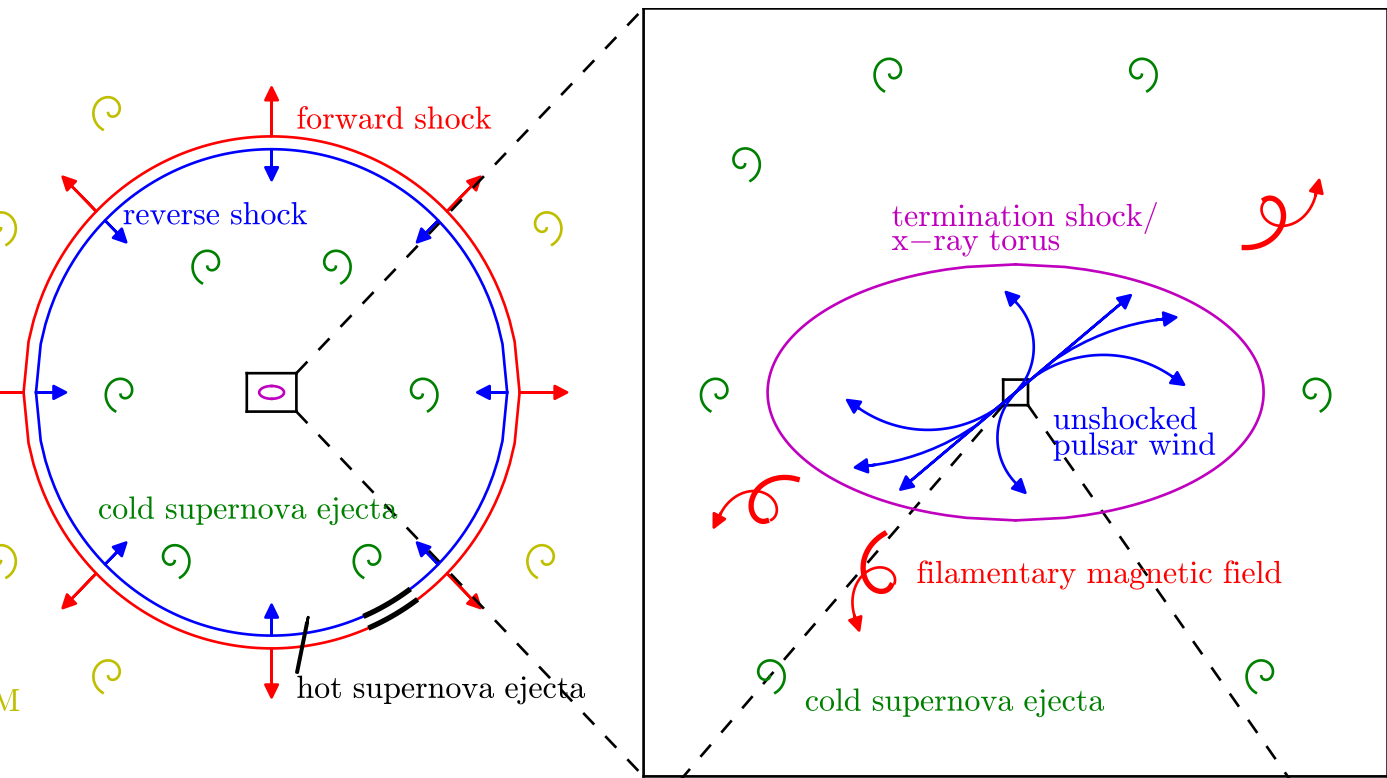 forward shock
reverse shock
cold supernova ejecta
hot supernova ejecta
M
termination shock/
x−ray torus
unshocked
pulsar wind
filamentary magnetic field
cold supernova ejecta